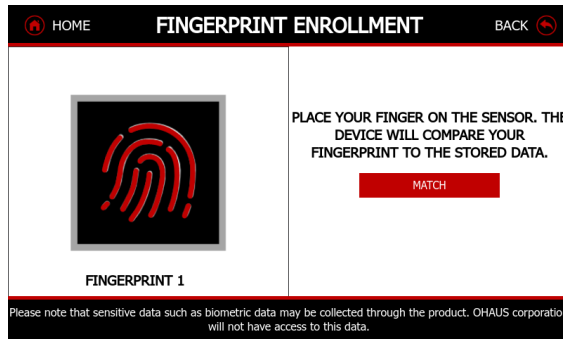 HOME
FINGERPRINT ENROLLMENT
BACK
PLACE YOUR FINGER ON THE SENSOR. THE
DEVICE WILL COMPARE YOUR
FINGERPRINT TO THE STORED DATA.
MATCH
FINGERPRINT 1
Please note that sensitive data such as biometric data may be collected through the product. OHAUS corporatio
will not have access to this data.